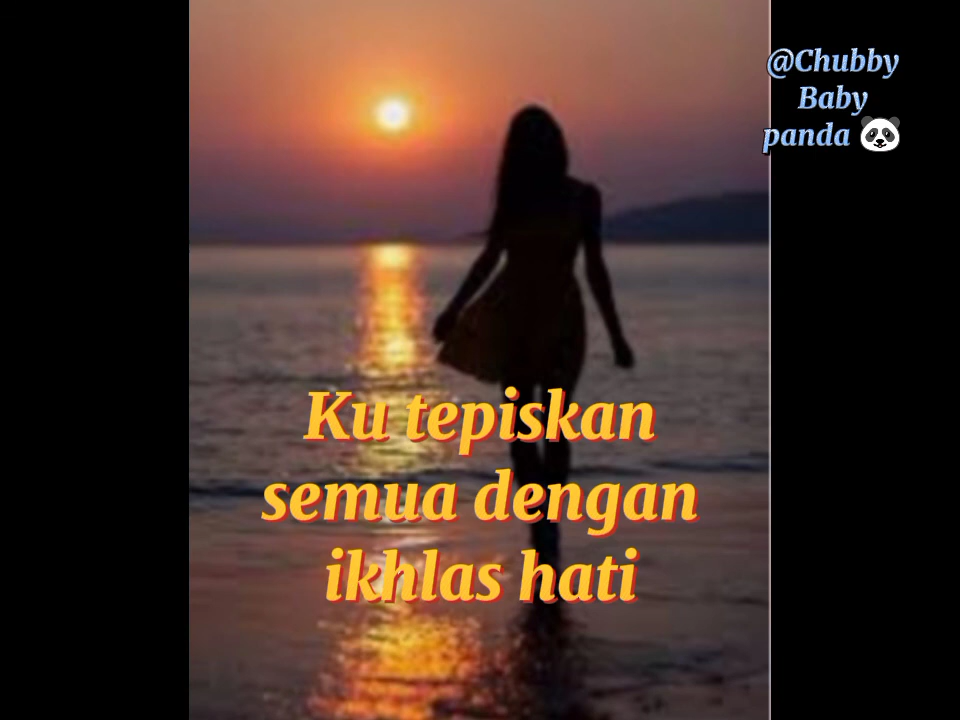 @Chubby
Baby
panda 🐼
Ku tepiskan
semua dengan
ikhlas hati